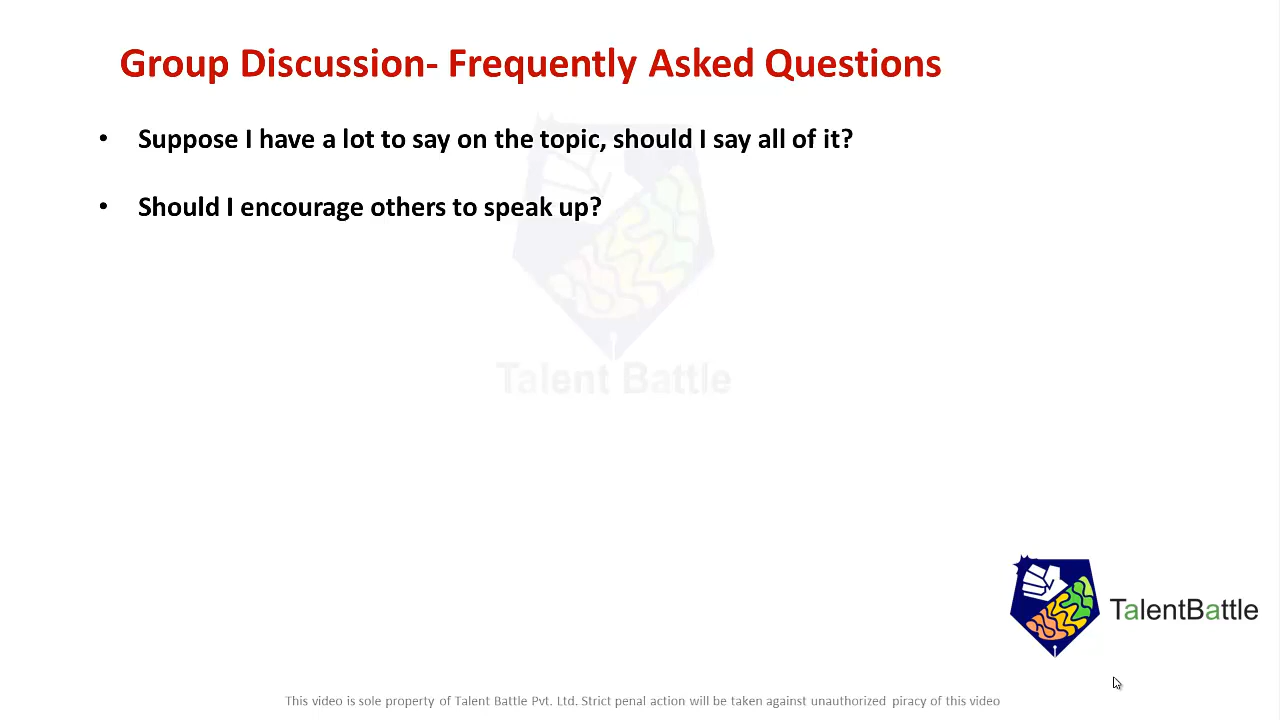 Group Discussion- Frequently Asked Questions
• Suppose I have a lot to say on the topic, should I say all of it?
• Should I encourage others to speak up?
Talent Battle
TalentBattle
This video is sole property of Talent Battle Pvt. Ltd. Strict penal action will be taken against unauthorized piracy of this video